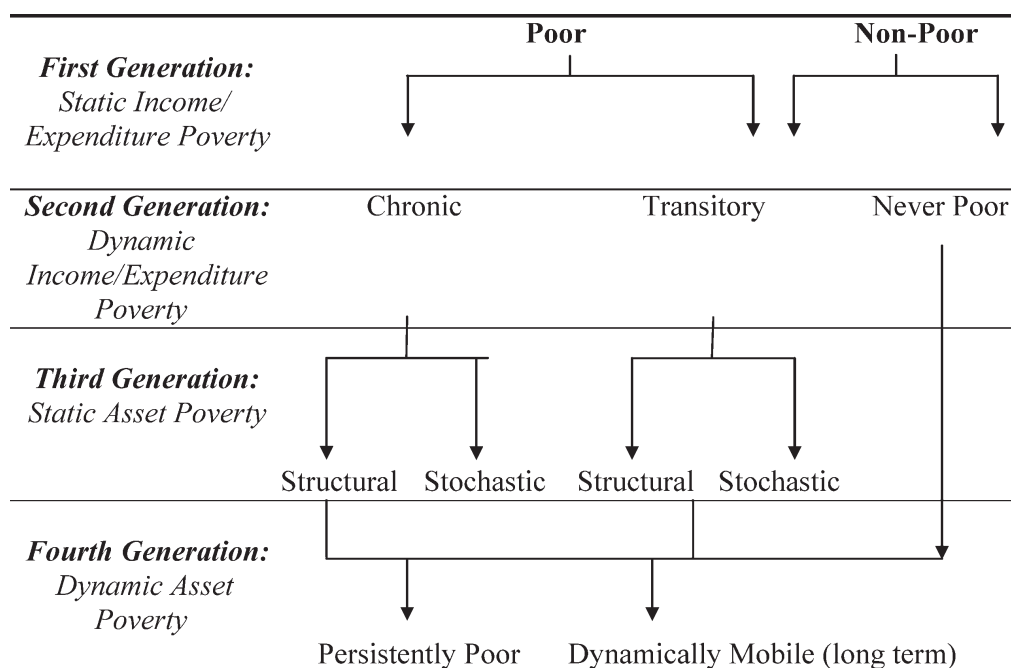 Poor Non-Poor
First Generation:
Static Income/
Expenditure Poverty
Second Generation: Chronic Transitory Never Poor
Dynamic
Income/Expenditure
Poverty
Third Generation:
Static Asset Poverty
Structural Stochastic Structural Stochastic
Fourth Generation:
Dynamic Asset
Poverty
Persistently Poor Dynamically Mobile (long term)